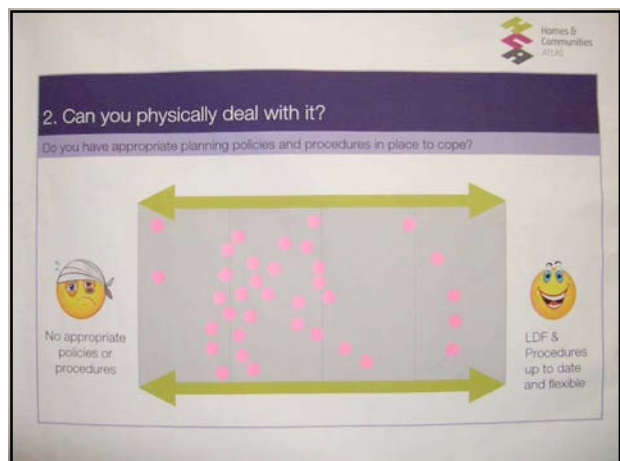 Homes &
Communities
ATLAS
2. Can you physically deal with it?
Do you have appropriate planning policies and procedures in place to cope?
No appropriate
policies or
procedures
LDF &
Procedures
up to date
and flexible